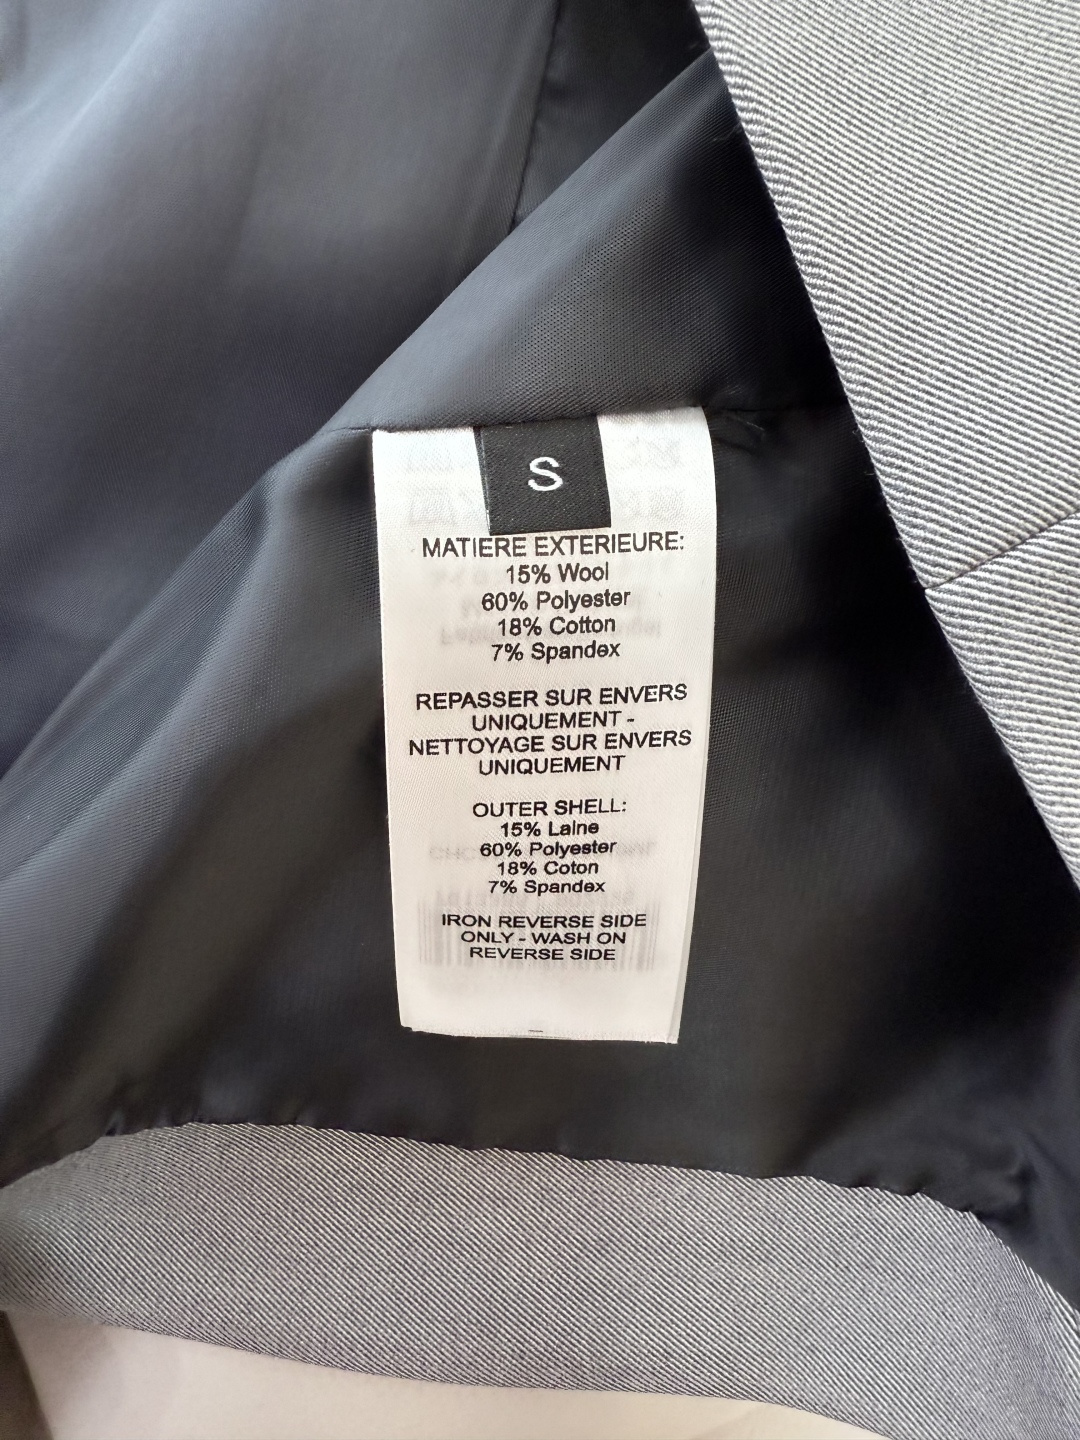 S
MATIERE EXTERIEURE:
15% Wool
60% Polyester
18% Cotton
7% Spandex
REPASSER SUR ENVERS
UNIQUEMENT -
NETTOYAGE SUR ENVERS
UNIQUEMENT
OUTER SHELL:
15% Laine
60% Polyester
18% Coton
7% Spandex
IRON REVERSE SIDE
ONLY - WASH ON
REVERSE SIDE